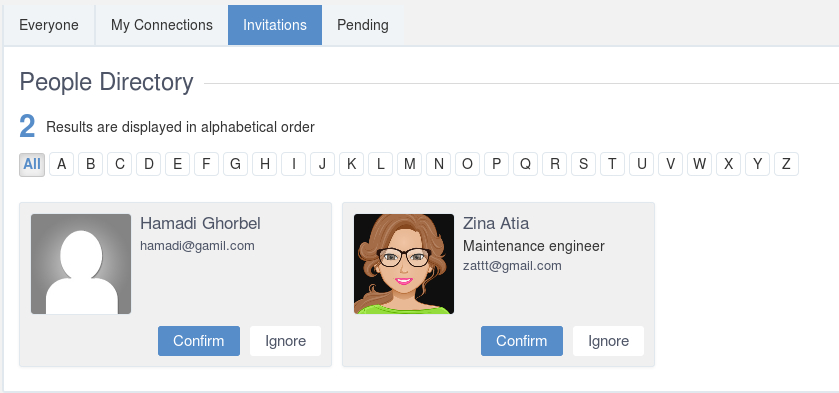 Everyone My Connections Invitations Pending
People Directory
2 Results are displayed in alphabetical order
All A B C D E F G H I J K L M N O P Q R S T U V W X Y Z
Hamadi Ghorbel
hamadi@gamil.com
Confirm Ignore
Zina Atia
Maintenance engineer
zattt@gmail.com
Confirm Ignore